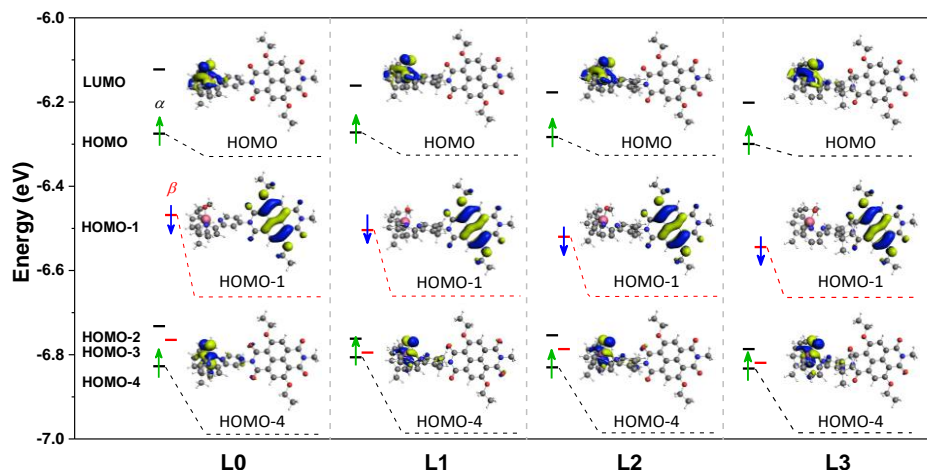 -6.0
-6.2
-6.4
-6.6
-6.8
-7.0
Energy (eV)
LUMO
α
HOMO
HOMO HOMO HOMO HOMO
β
HOMO-1
HOMO-1 HOMO-1 HOMO-1 HOMO-1
HOMO-2
HOMO-3
HOMO-4
HOMO-4 HOMO-4 HOMO-4 HOMO-4
L0 L1 L2 L3